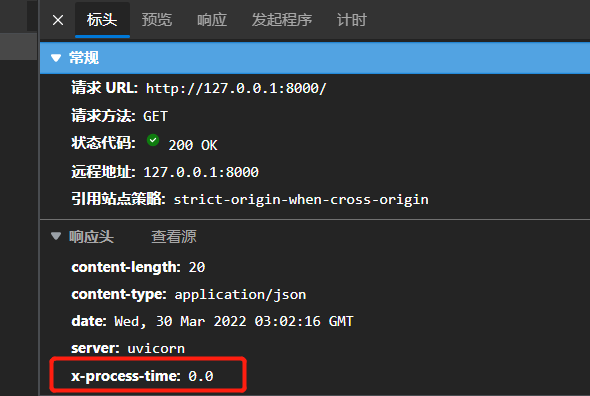 标头 预览 响应 发起程序 计时
常规
请求 URL: http://127.0.0.1:8000/
请求方法: GET
状态代码: 200 OK
远程地址: 127.0.0.1:8000
引用站点策略: strict-origin-when-cross-origin
响应头 查看源
content-length: 20
content-type: application/json
date: Wed, 30 Mar 2022 03:02:16 GMT
server: uvicorn
x-process-time: 0.0